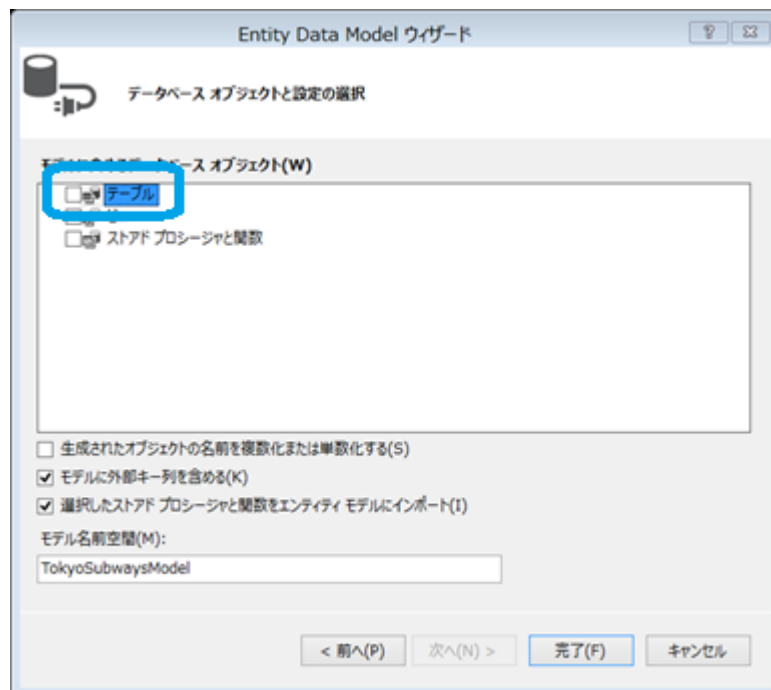 Entity Data Model ウィザード
データベース オブジェクトと設定の選択
ース オブジェクト(W)
テーブル
ストアド プロシージャと関数
生成されたオブジェクトの名前を複数化または単数化する(S)
モデルに外部キー列を含める(K)
選択したストアド プロシージャと関数をエンティティ モデルにインポート(I)
モデル名前空間(M):
TokyoSubwaysModel
< 前へ(P)
次へ(N) >
完了(F)
キャンセル